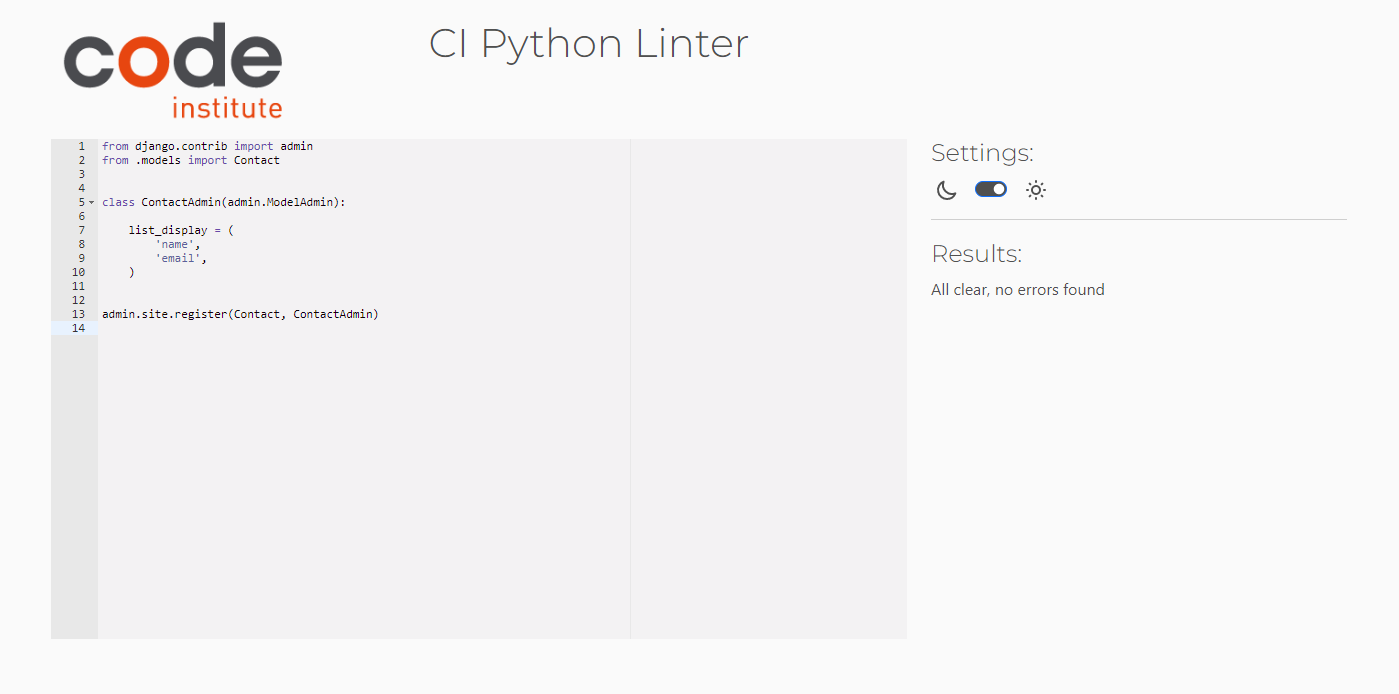 code
institute
CI Python Linter
1 from django.contrib import admin
2 from .models import Contact
3
4
5 class ContactAdmin(admin.ModelAdmin):
6
7     list_display = (
8         'name',
9         'email',
10     )
11
12
13 admin.site.register(Contact, ContactAdmin)
14
Settings:
Results:
All clear, no errors found